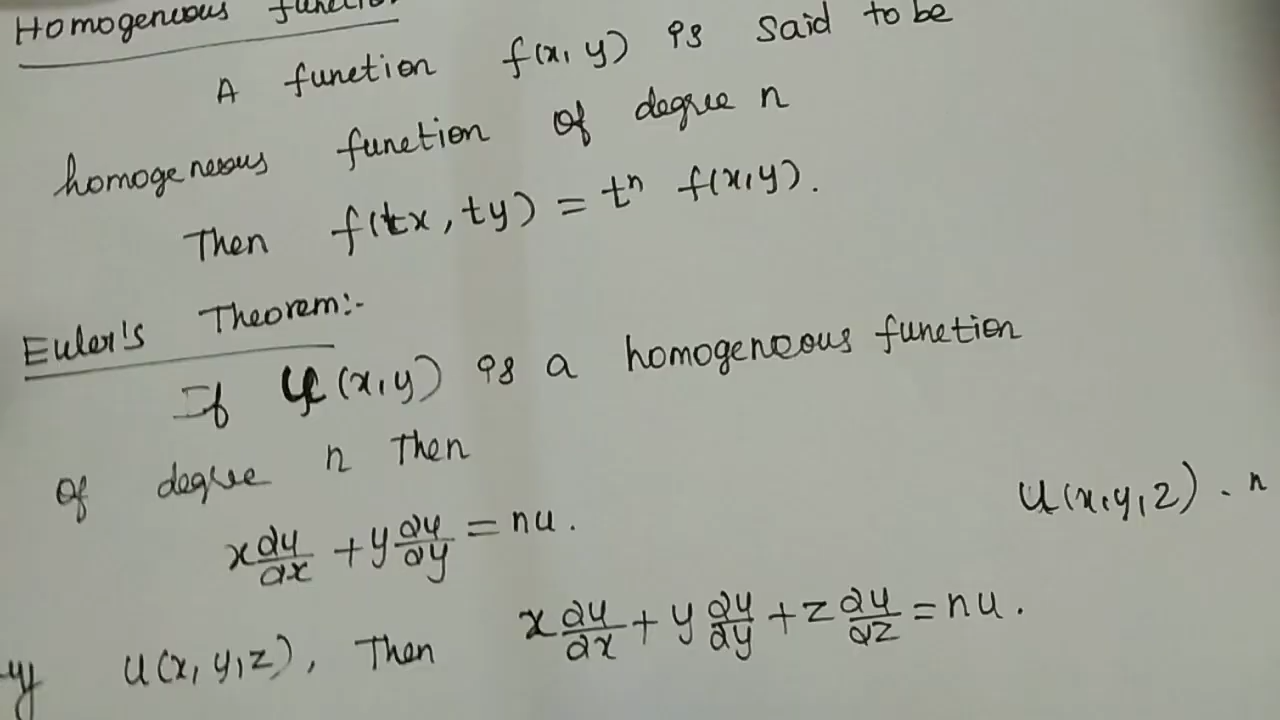 Homogeneous function
A function f(x, y) is said to be
homogeneous function of degree n
Then f(tx, ty) = tⁿ f(x,y).
Euler's Theorem:-
If u(x,y) is a homogeneous function
of degree n Then
u(x,y,z) . n
x ∂u/∂x + y ∂u/∂y = nu.
u(x, y,z), Then x ∂u/∂x + y ∂u/∂y + z ∂u/∂z = nu.